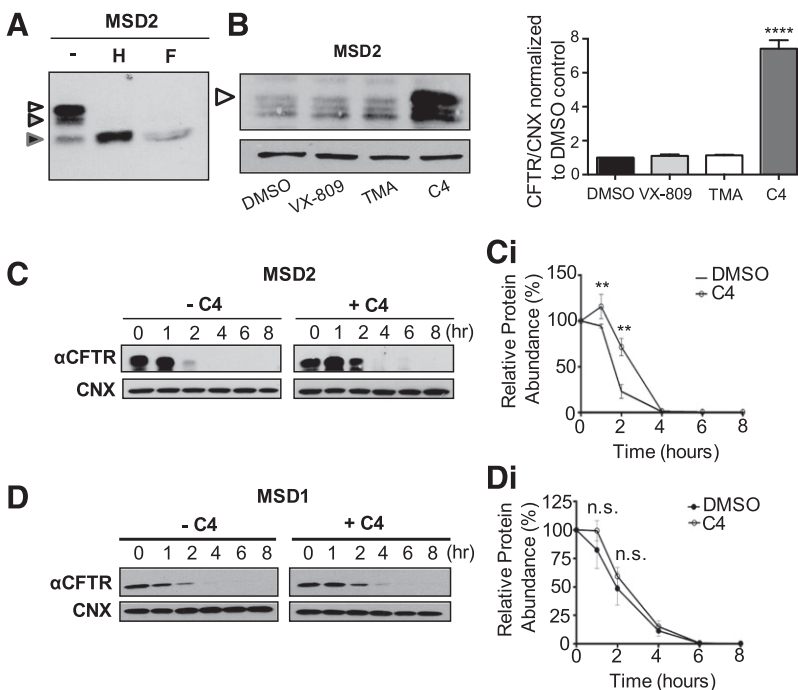 A
MSD2
- H F
B
MSD2
DMSO VX-809 TMA C4
CFTR/CNX normalized
to DMSO control
8
6
4
2
0
****
DMSO VX-809 TMA C4
C
MSD2
- C4 + C4
0 1 2 4 6 8 0 1 2 4 6 8 (hr)
αCFTR
CNX
Ci
Relative Protein
Abundance (%)
150
100
50
0
** **
DMSO
C4
0 2 4 6 8
Time (hours)
D
MSD1
- C4 + C4
0 1 2 4 6 8 0 1 2 4 6 8 (hr)
αCFTR
CNX
Di
Relative Protein
Abundance (%)
125
100
75
50
25
0
n.s.
n.s.
DMSO
C4
0 2 4 6 8
Time (hours)